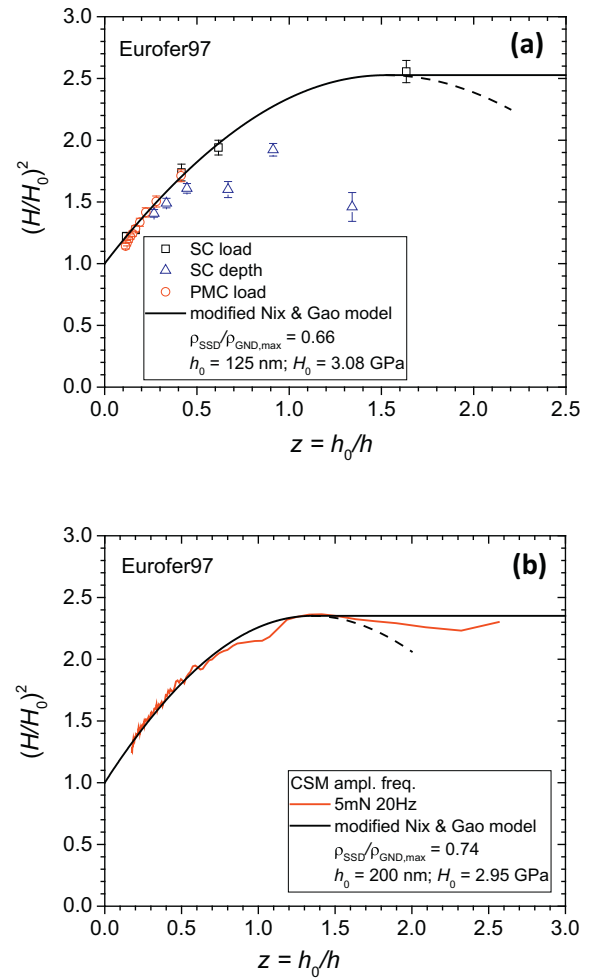 3.0
Eurofer97
(a)
2.5
2.0
(H/H₀)²
1.5
SC load
SC depth
1.0
PMC load
modified Nix & Gao model
0.5
ρSSD/ρGND,max = 0.66
h₀ = 125 nm; H₀ = 3.08 GPa
0.0
0.0 0.5 1.0 1.5 2.0 2.5
z = h₀/h
3.0
Eurofer97
(b)
2.5
2.0
(H/H₀)²
1.5
1.0
CSM ampl. freq.
5mN 20Hz
modified Nix & Gao model
0.5
ρSSD/ρGND,max = 0.74
h₀ = 200 nm; H₀ = 2.95 GPa
0.0
0.0 0.5 1.0 1.5 2.0 2.5 3.0
z = h₀/h